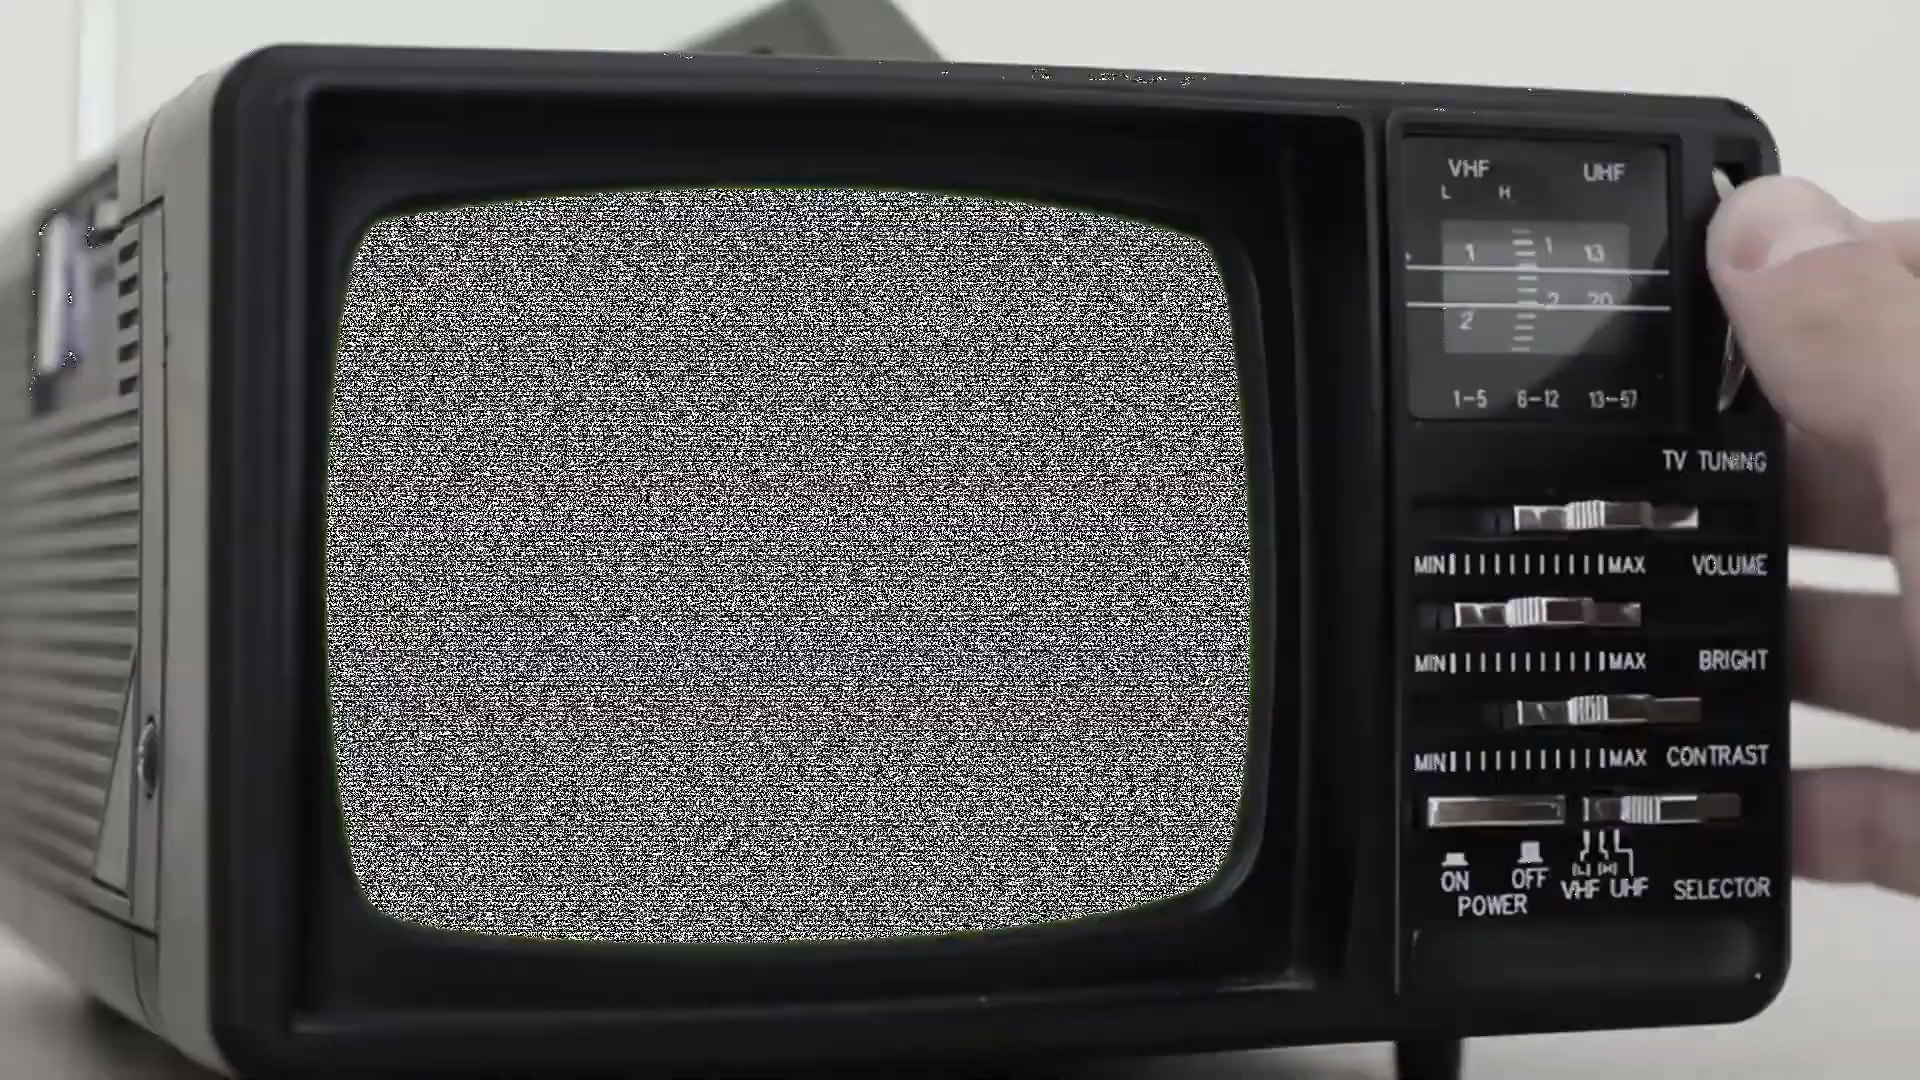 VHF UHF
L H
1 1 13
2 20
2
1-5 6-12 13-57
TV TUNING
MIN MAX VOLUME
MIN MAX BRIGHT
MIN MAX CONTRAST
ON OFF (L) (H)
POWER VHF UHF SELECTOR